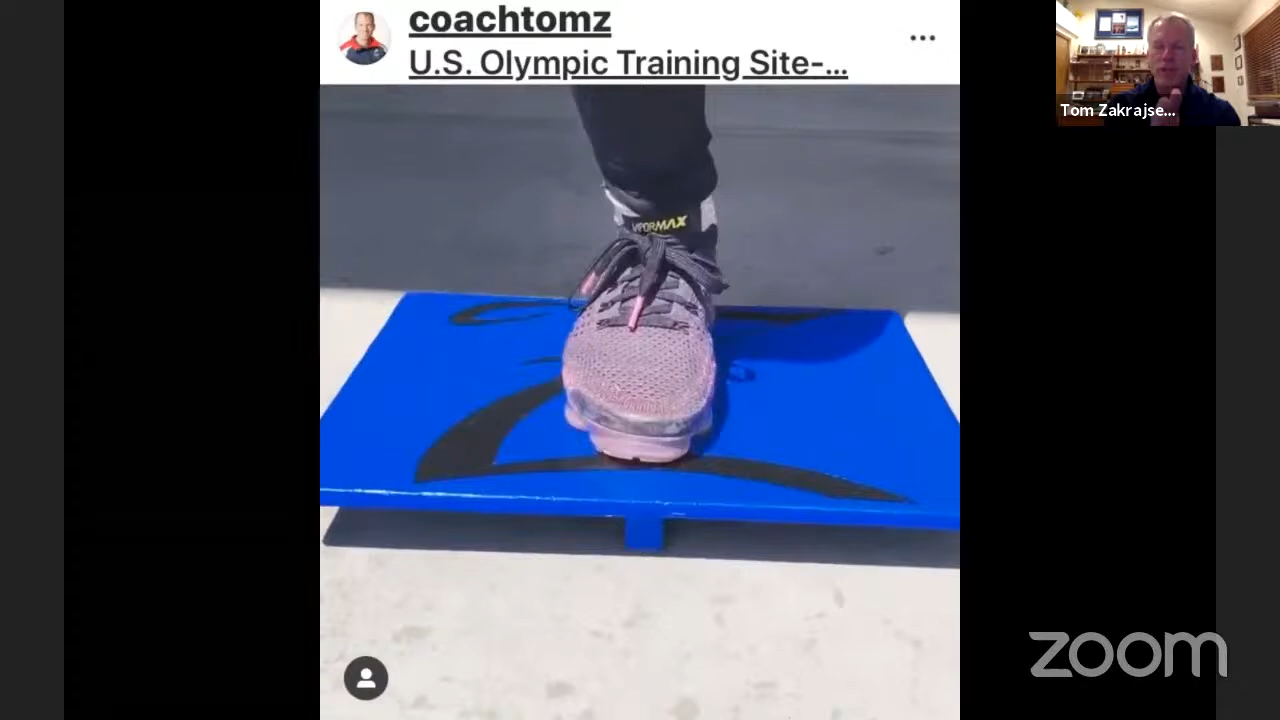 coachtomz
U.S. Olympic Training Site-...
Tom Zakrajse...
VAPORMAX
zoom